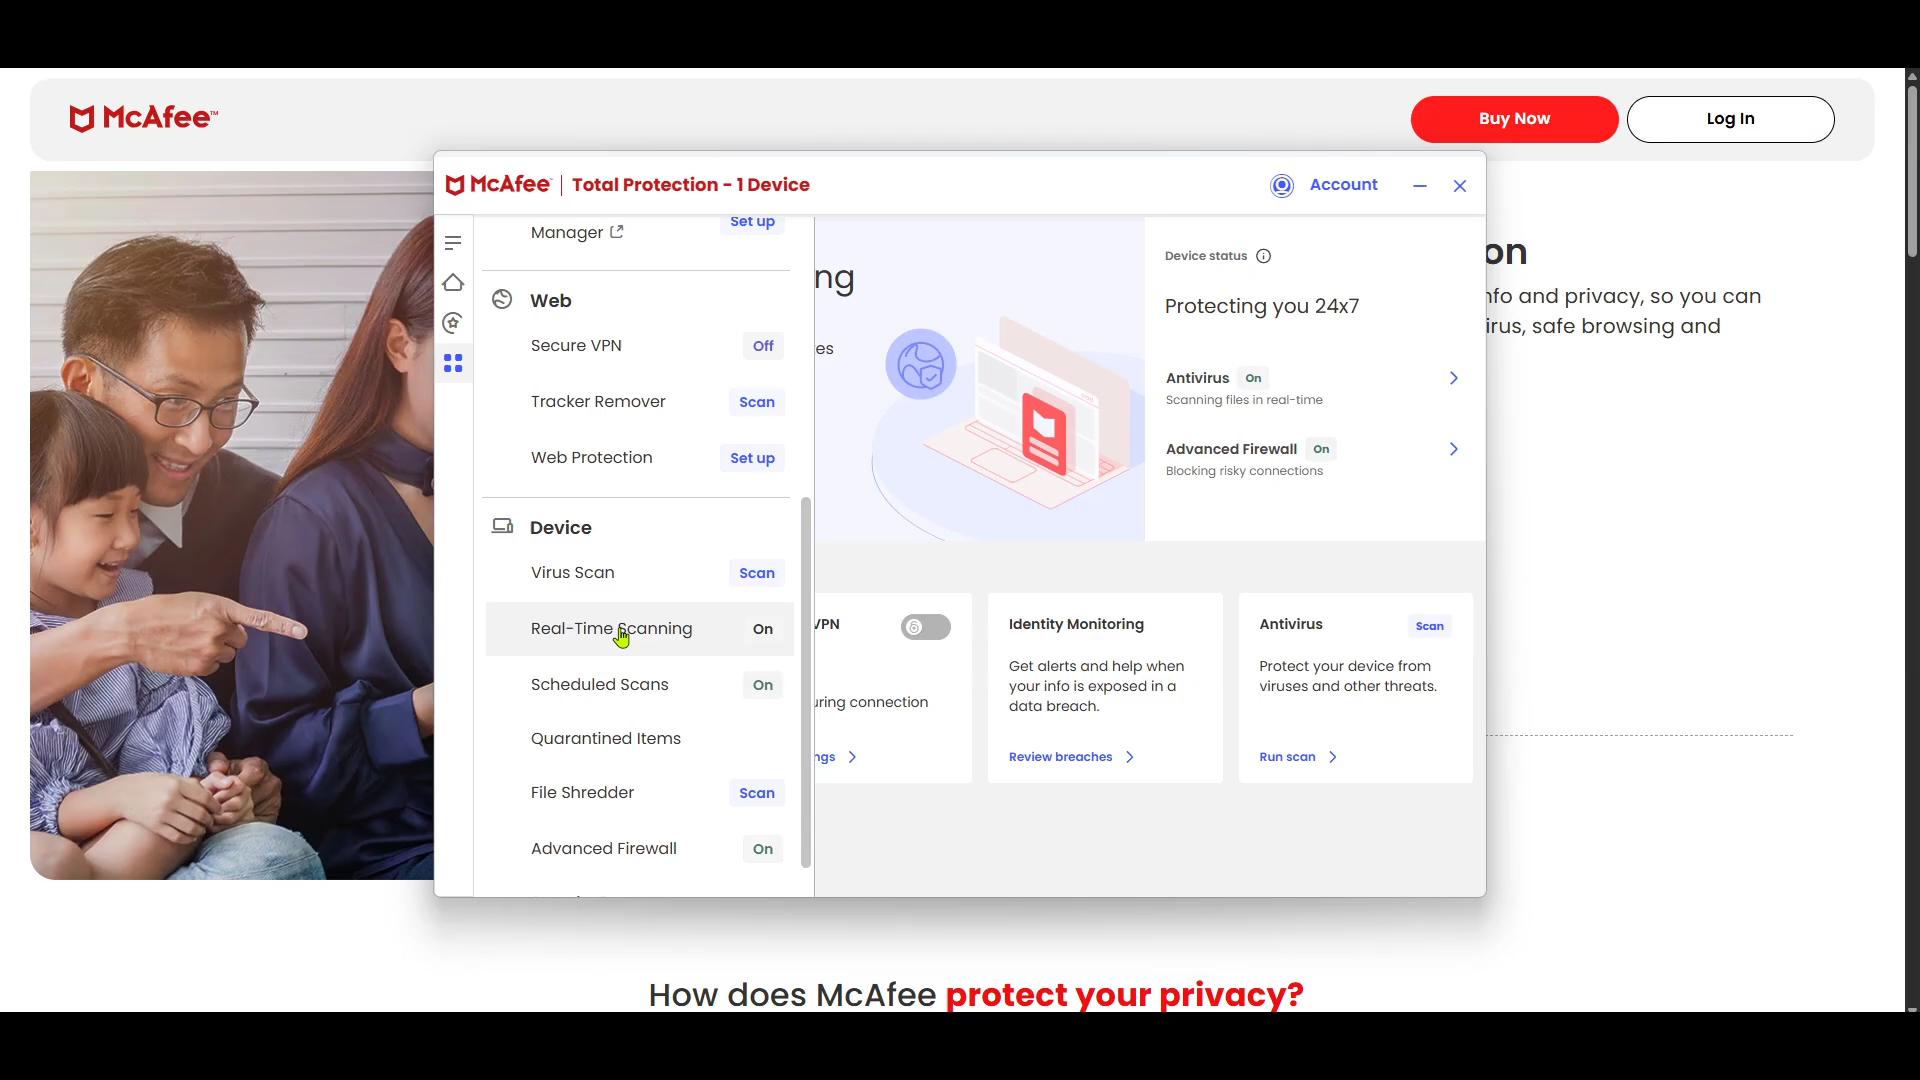 McAfee™
Buy Now
Log In
McAfee™ | Total Protection - 1 Device
Account
Manager
Set up
Web
Secure VPN
Off
Tracker Remover
Scan
Web Protection
Set up
Device
Virus Scan
Scan
Real-Time Scanning
On
Scheduled Scans
On
Quarantined Items
File Shredder
Scan
Advanced Firewall
On
ng
es
Device status
Protecting you 24x7
Antivirus On
Scanning files in real-time
Advanced Firewall On
Blocking risky connections
VPN
uring connection
ngs
Identity Monitoring
Get alerts and help when
your info is exposed in a
data breach.
Review breaches
Antivirus
Scan
Protect your device from
viruses and other threats.
Run scan
on
nfo and privacy, so you can
irus, safe browsing and
How does McAfee protect your privacy?